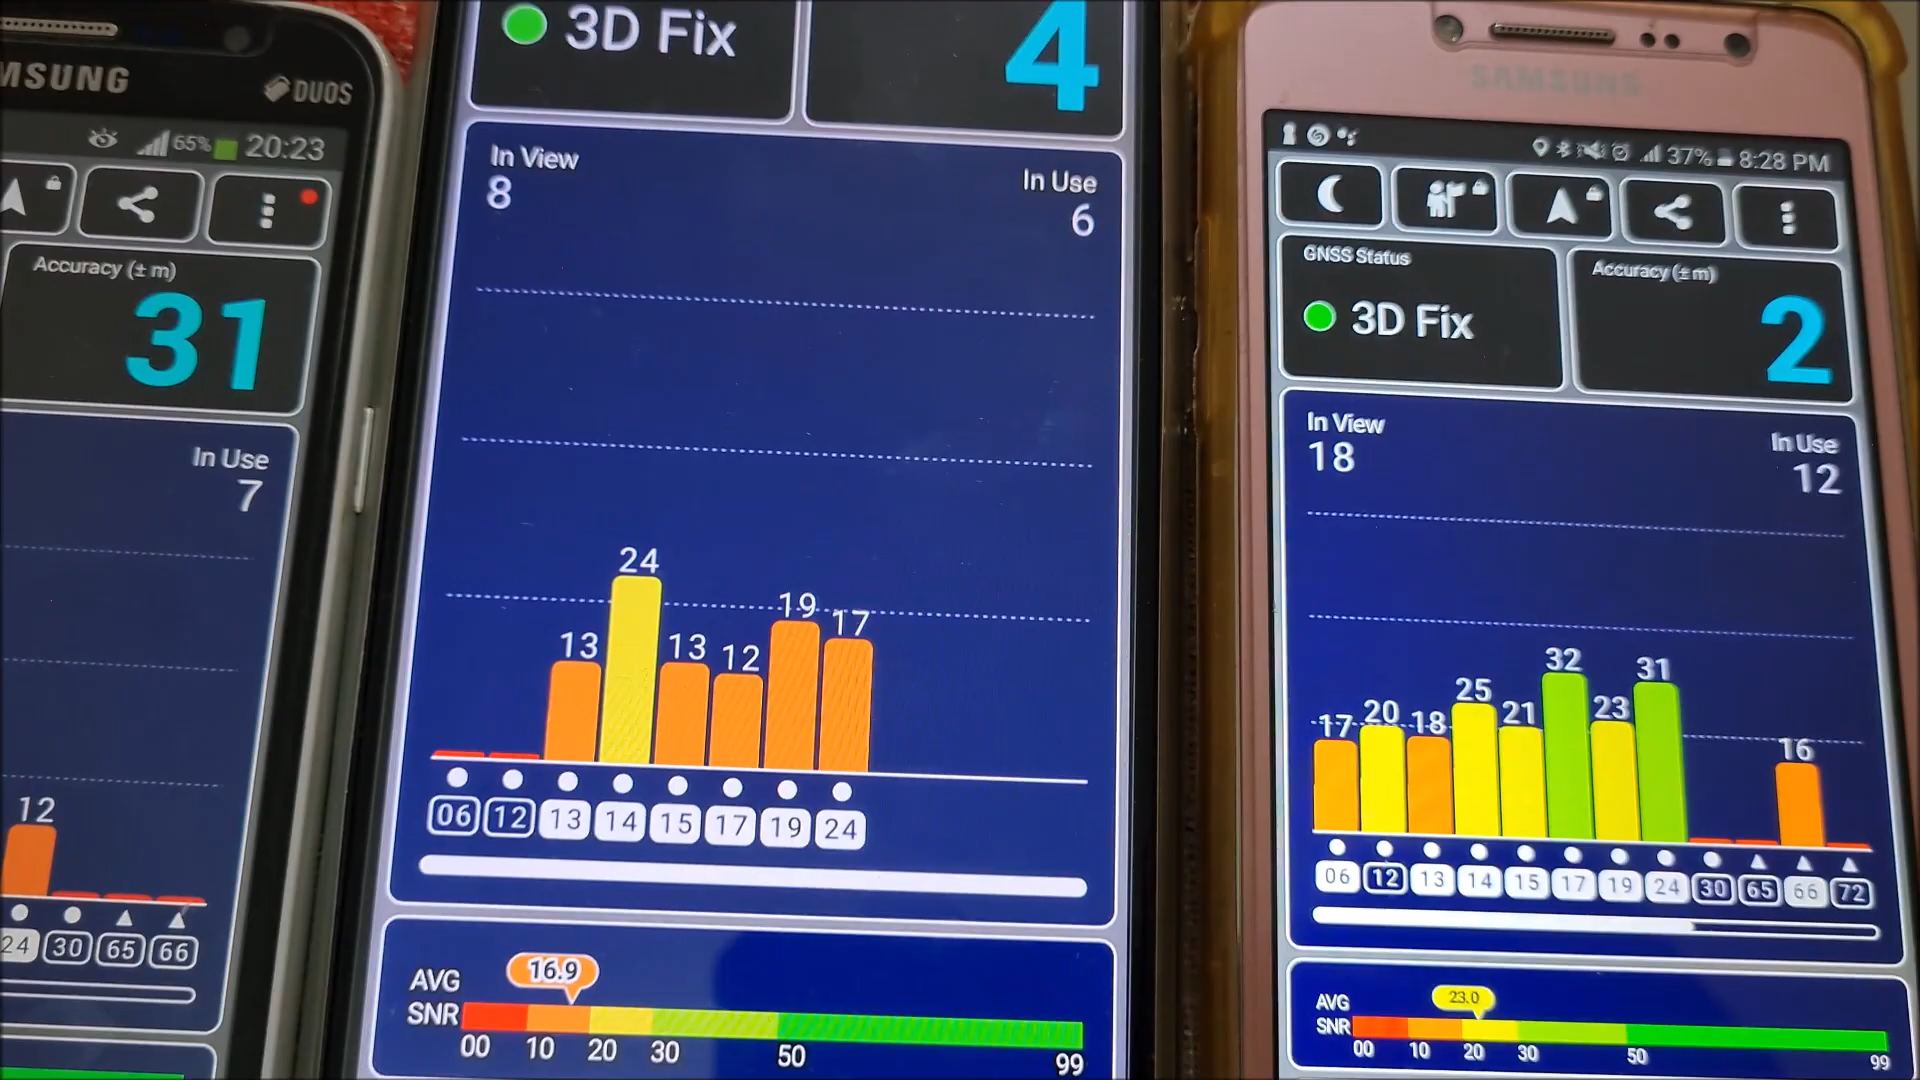 MSUNG
DUOS
65% 20:23
Accuracy (± m)
31
In Use
7
12
24 30 65 66
3D Fix
4
In View
8
In Use
6
13 24 13 12 19 17
06 12 13 14 15 17 19 24
AVG
SNR
16.9
00 10 20 30 50 99
SAMSUNG
37% 8:28 PM
GNSS Status
3D Fix
Accuracy (± m)
2
In View
18
In Use
12
17 20 18 25 21 32 23 31 16
06 12 13 14 15 17 19 24 30 65 66 72
AVG
SNR
23.0
00 10 20 30 50 99